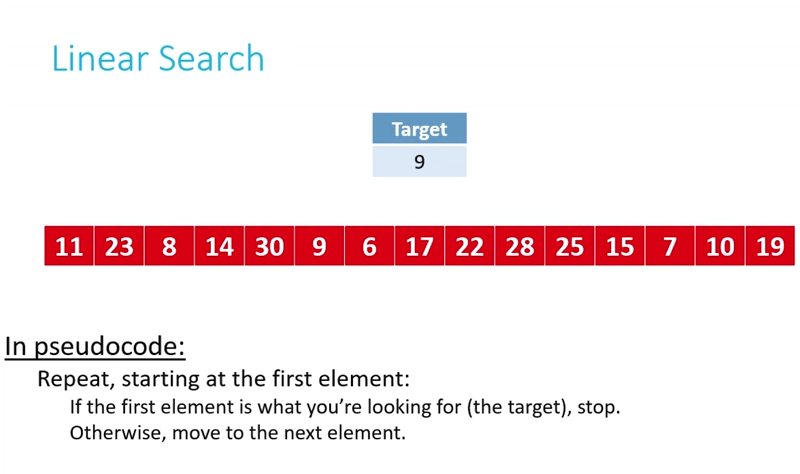 Linear Search
Target
9
11 23 8 14 30 9 6 17 22 28 25 15 7 10 19
In pseudocode:
Repeat, starting at the first element:
If the first element is what you’re looking for (the target), stop.
Otherwise, move to the next element.